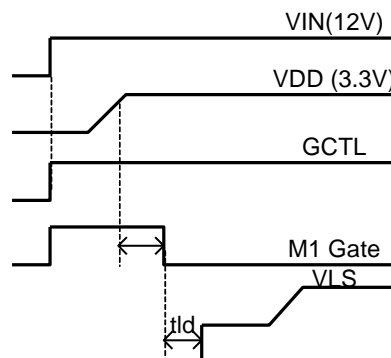 VIN(12V)
VDD (3.3V)
GCTL
M1 Gate
VLS
tld